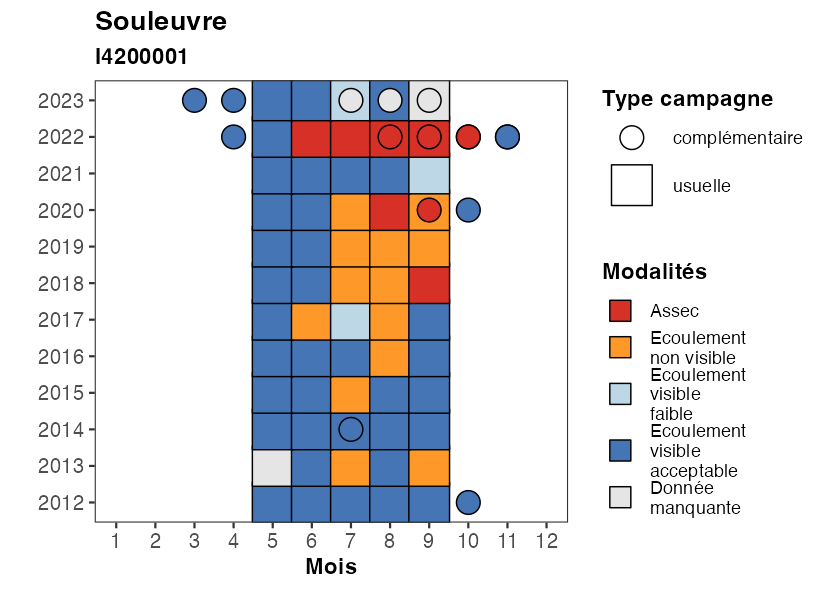 Souleuvre
I4200001
2023
2022
2021
2020
2019
2018
2017
2016
2015
2014
2013
2012
1 2 3 4 5 6 7 8 9 10 11 12
Mois
Type campagne
complémentaire
usuelle
Modalités
Assec
Ecoulement
non visible
Ecoulement
visible
faible
Ecoulement
visible
acceptable
Donnée
manquante